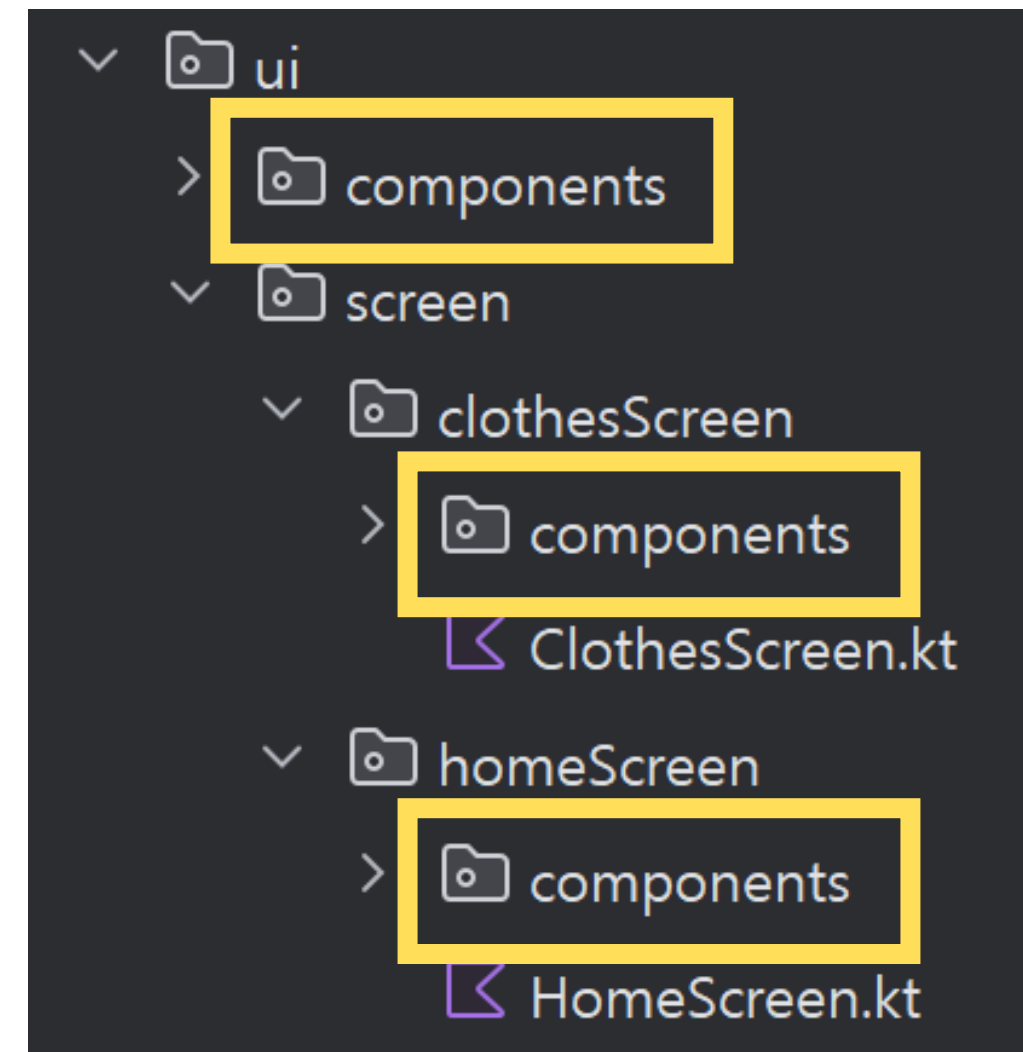 ui
components
screen
clothesScreen
components
ClothesScreen.kt
homeScreen
components
HomeScreen.kt